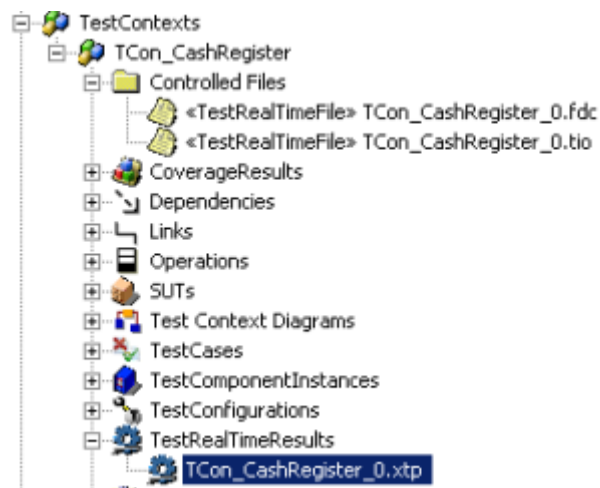 TestContexts
TCon_CashRegister
Controlled Files
«TestRealTimeFile» TCon_CashRegister_0.fdc
«TestRealTimeFile» TCon_CashRegister_0.tio
CoverageResults
Dependencies
Links
Operations
SUTs
Test Context Diagrams
TestCases
TestComponentInstances
TestConfigurations
TestRealTimeResults
TCon_CashRegister_0.xtp